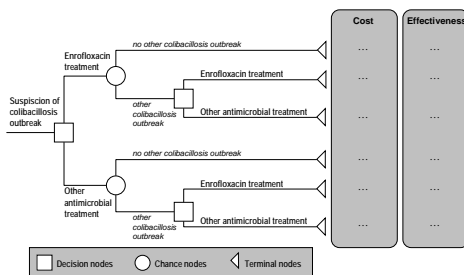 Cost
Effectiveness
no other colibacillosis outbreak
... ...
Enrofloxacin
treatment
Enrofloxacin treatment
... ...
Suspicion of
colibacillosis
outbreak
other
colibacillosis
outbreak
Other antimicrobial treatment
... ...
no other colibacillosis outbreak
... ...
Other
antimicrobial
treatment
Enrofloxacin treatment
... ...
other
colibacillosis
outbreak
Other antimicrobial treatment
... ...
Decision nodes
Chance nodes
Terminal nodes